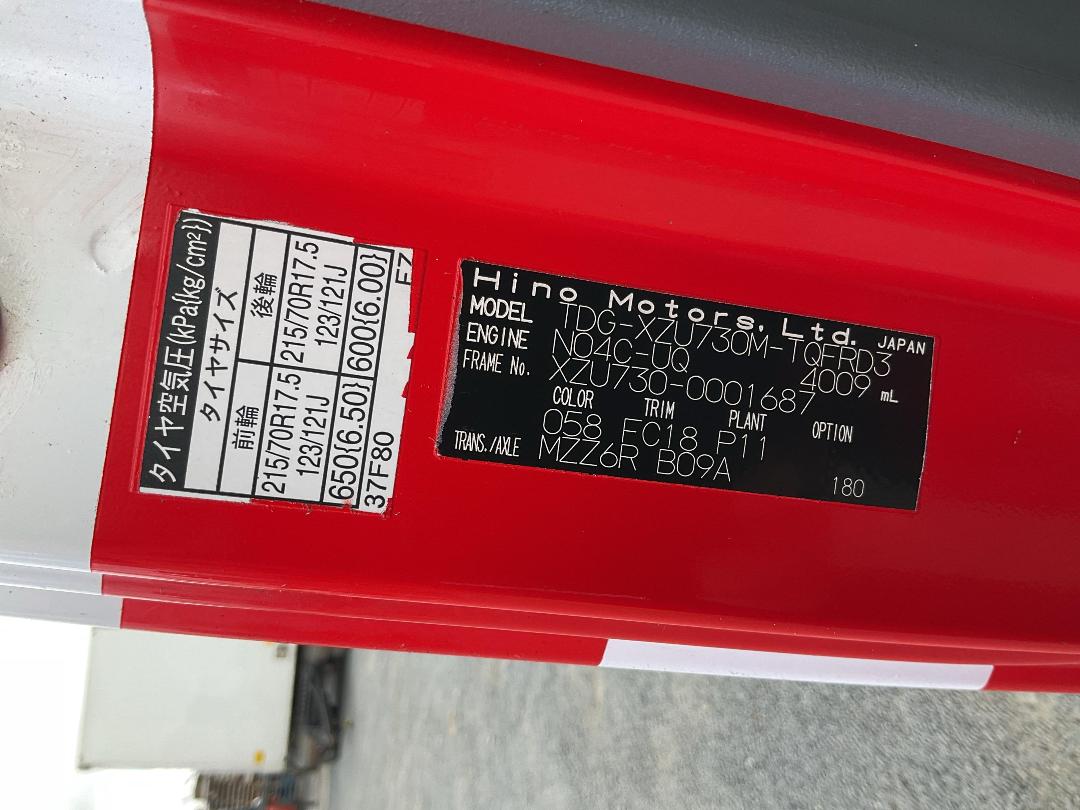 タイヤ空気圧(kPa{kg/cm²})
タイヤサイズ
前輪 後輪
215/70R17.5 215/70R17.5
123/121J 123/121J
650{6.50} 600{6.00}
37F80
Hino Motors, Ltd. JAPAN
MODEL TDG-XZU730M-TQFRD3
ENGINE N04C-UQ 4009 mL
FRAME No. XZU730-0001687
COLOR TRIM PLANT OPTION
058 FC18 P11
TRANS./AXLE MZZ6R B09A
180